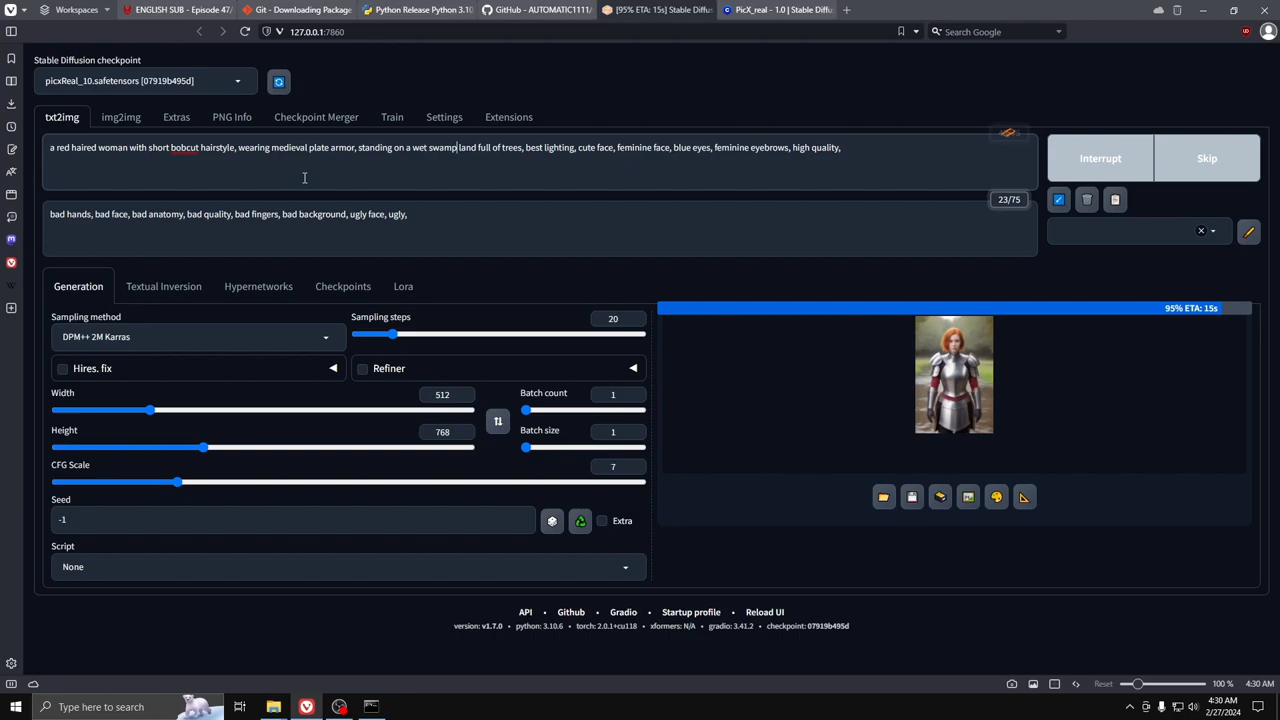 Workspaces
ENGLISH SUB - Episode 47/
Git - Downloading Package
Python Release Python 3.10
GitHub - AUTOMATIC1111/
[95% ETA: 15s] Stable Diffu
PicX_real - 1.0 | Stable Diffu
127.0.0.1:7860
Search Google
Stable Diffusion checkpoint
picxReal_10.safetensors [07919b495d]
txt2img
img2img
Extras
PNG Info
Checkpoint Merger
Train
Settings
Extensions
a red haired woman with short bobcut hairstyle, wearing medieval plate armor, standing on a wet swamp land full of trees, best lighting, cute face, feminine face, blue eyes, feminine eyebrows, high quality,
23/75
bad hands, bad face, bad anatomy, bad quality, bad fingers, bad background, ugly face, ugly,
Interrupt
Skip
Generation
Textual Inversion
Hypernetworks
Checkpoints
Lora
Sampling method
DPM++ 2M Karras
Sampling steps
20
Hires. fix
Refiner
Width
512
Height
768
Batch count
1
Batch size
1
CFG Scale
7
Seed
-1
Extra
Script
None
95% ETA: 15s
API • Github • Gradio • Startup profile • Reload UI
version: v1.7.0 • python: 3.10.6 • torch: 2.0.1+cu118 • xformers: N/A • gradio: 3.41.2 • checkpoint: 07919b495d
Reset
100 %
4:30 AM
Type here to search
4:30 AM
2/27/2024